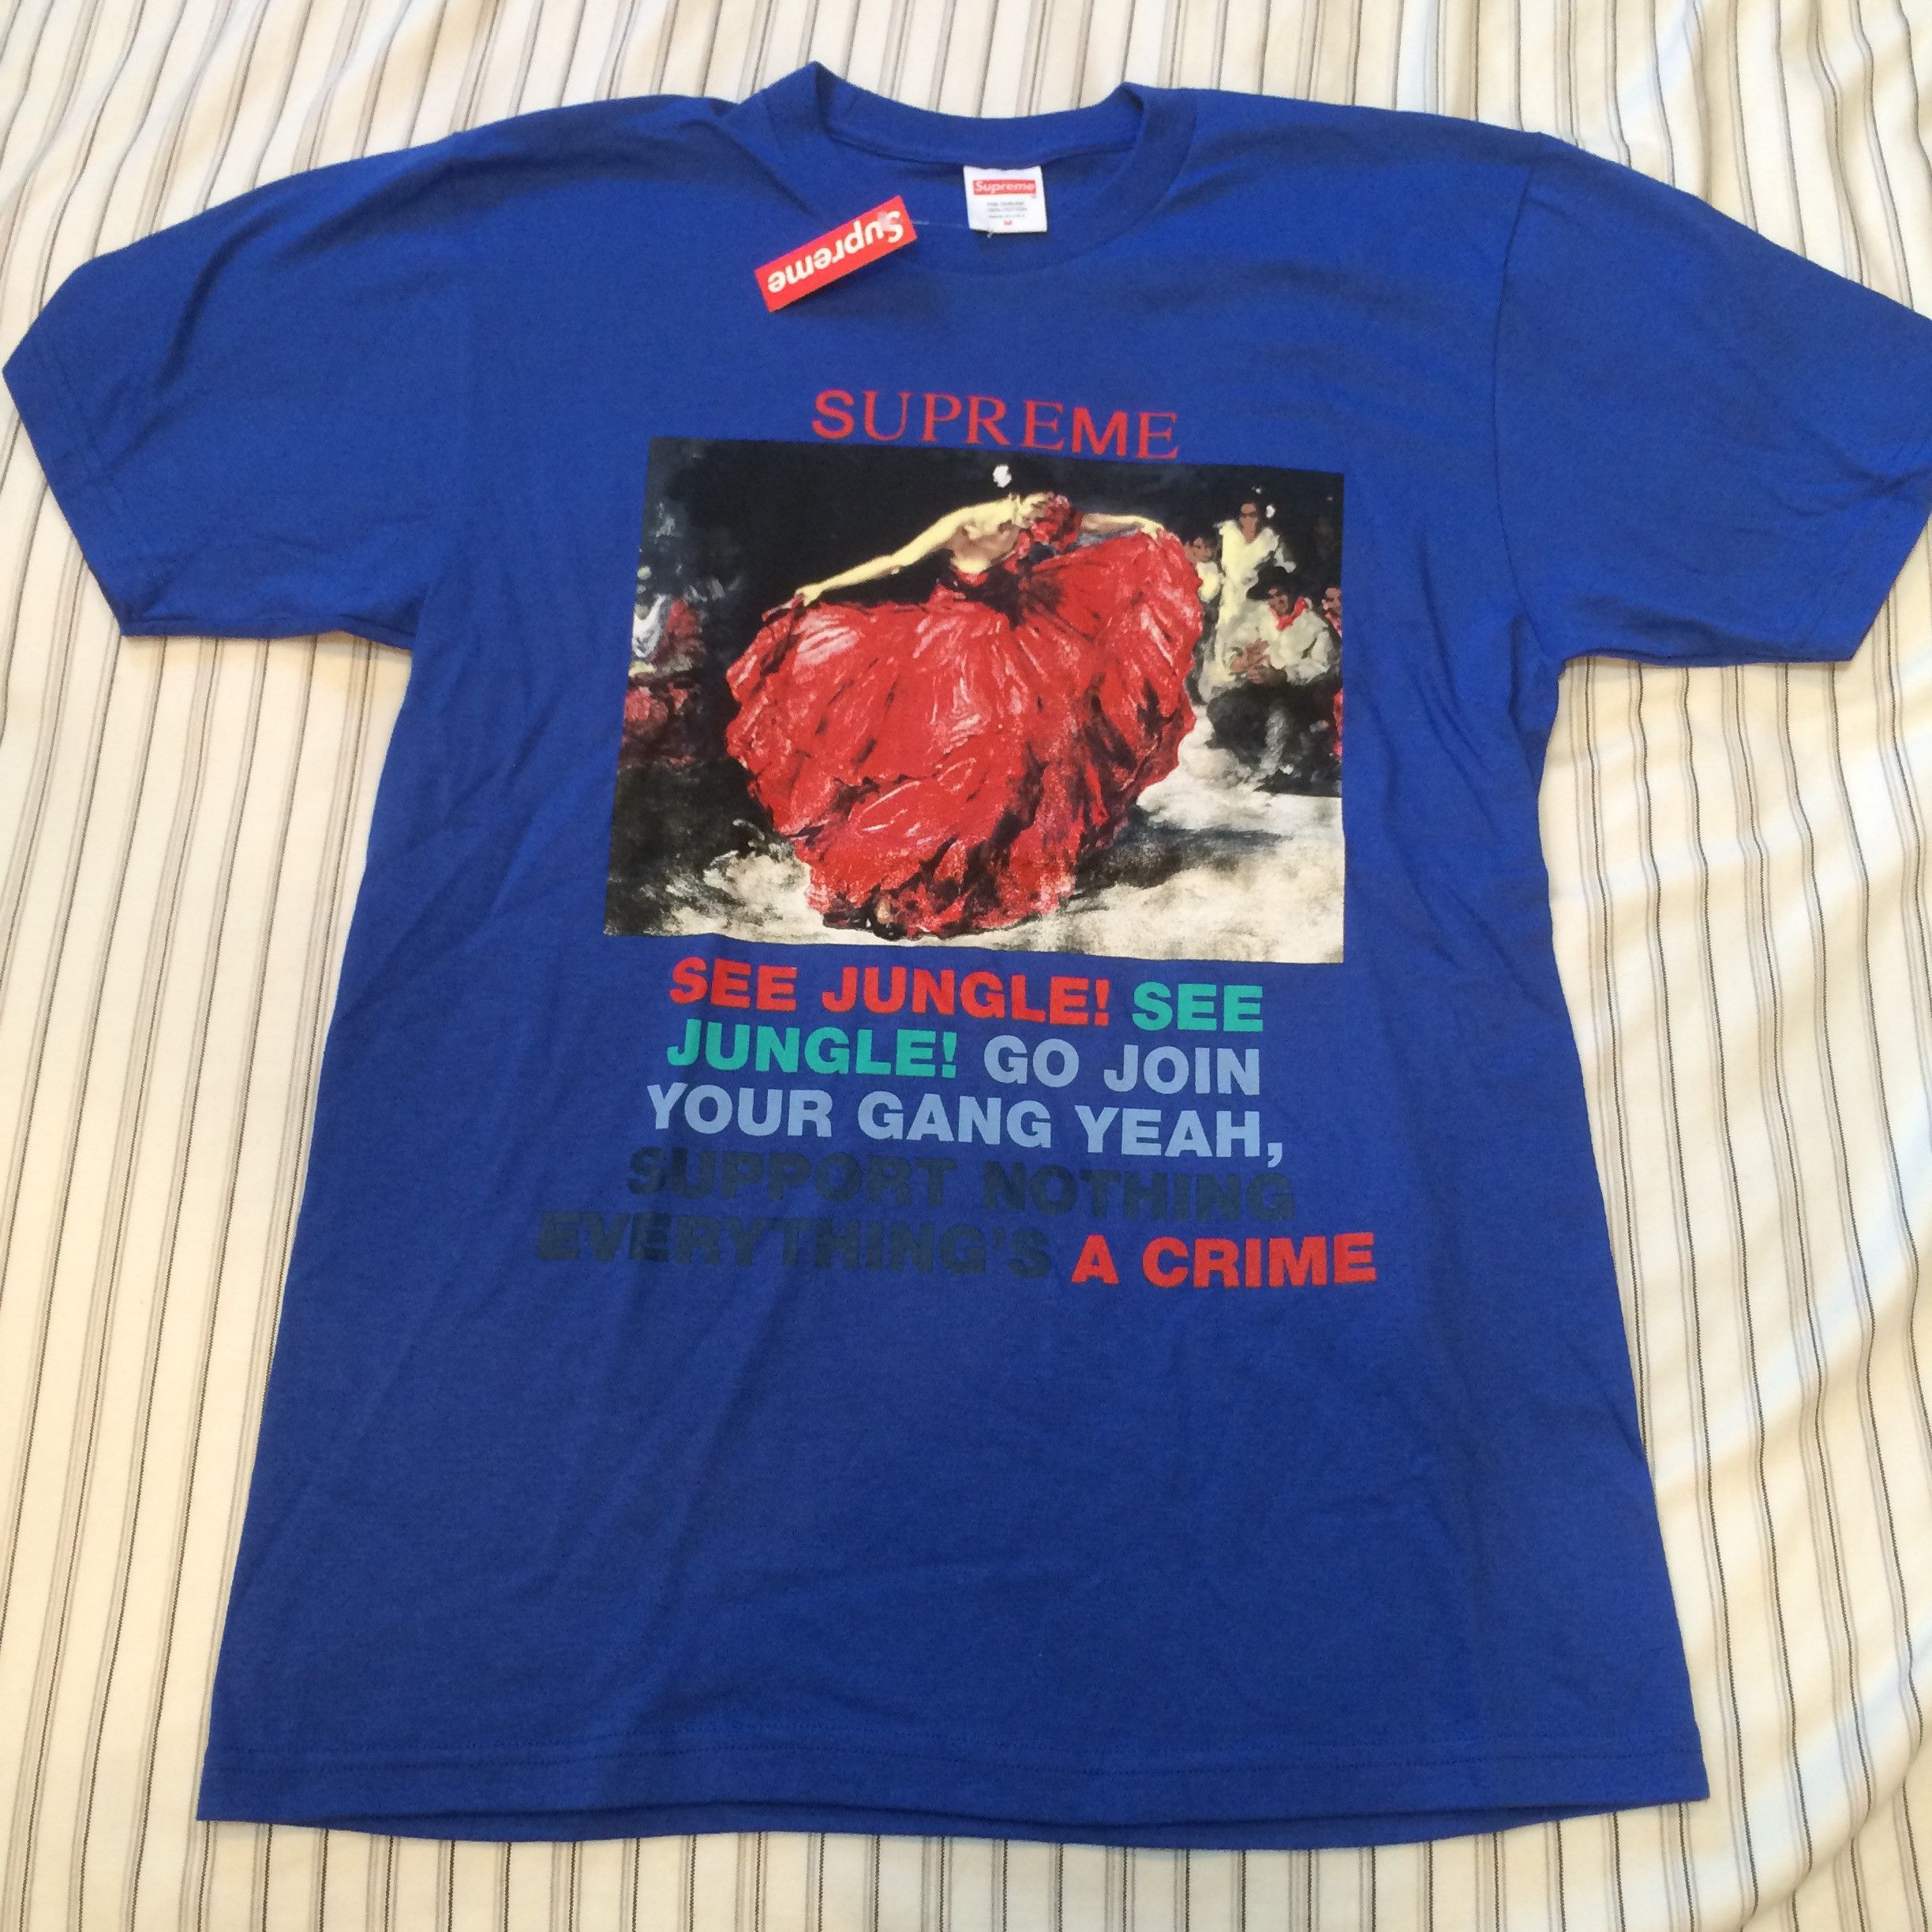 Supreme
M
Supreme
SUPREME
SEE JUNGLE! SEE
JUNGLE! GO JOIN
YOUR GANG YEAH,
SUPPORT NOTHING
EVERYTHING'S A CRIME